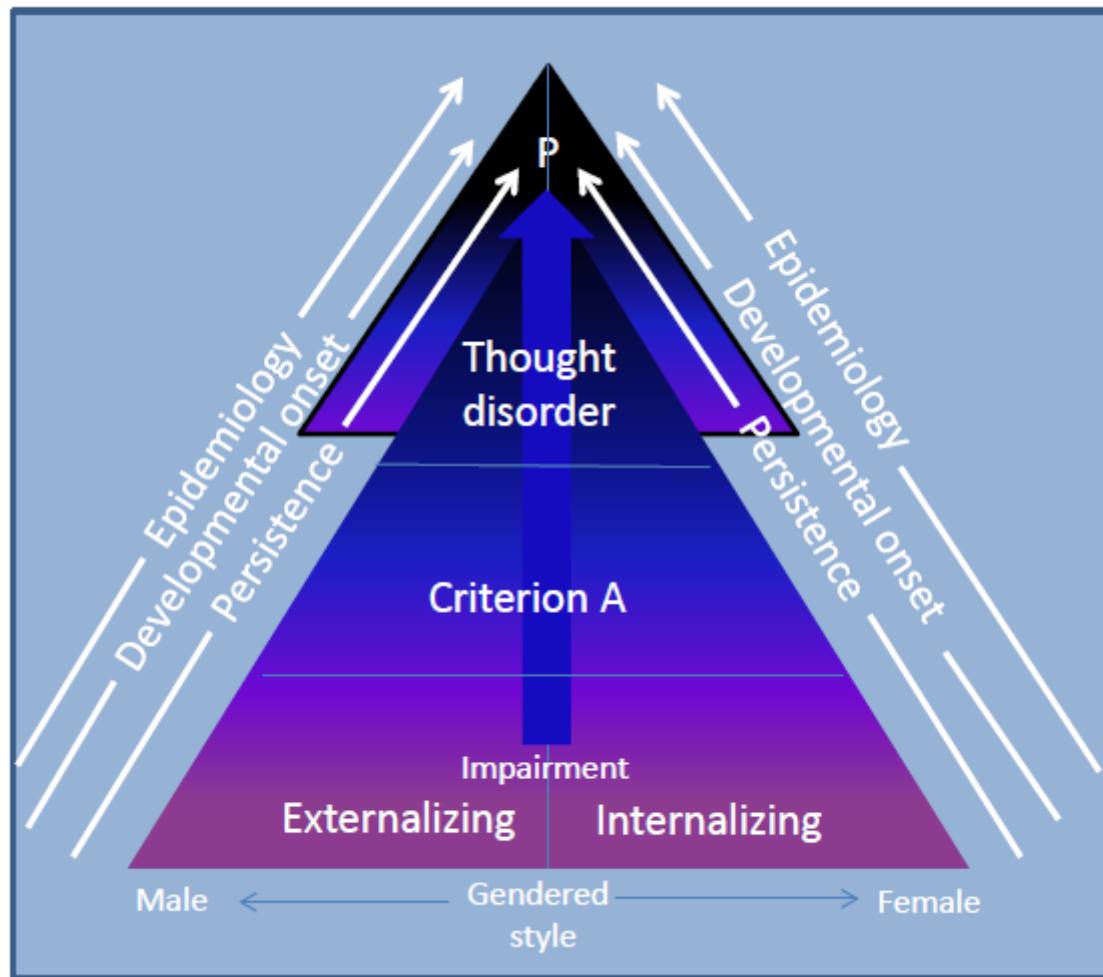 P
Epidemiology
Developmental onset
Persistence
Epidemiology
Developmental onset
Persistence
Thought
disorder
Criterion A
Impairment
Externalizing
Internalizing
Male
Gendered
style
Female